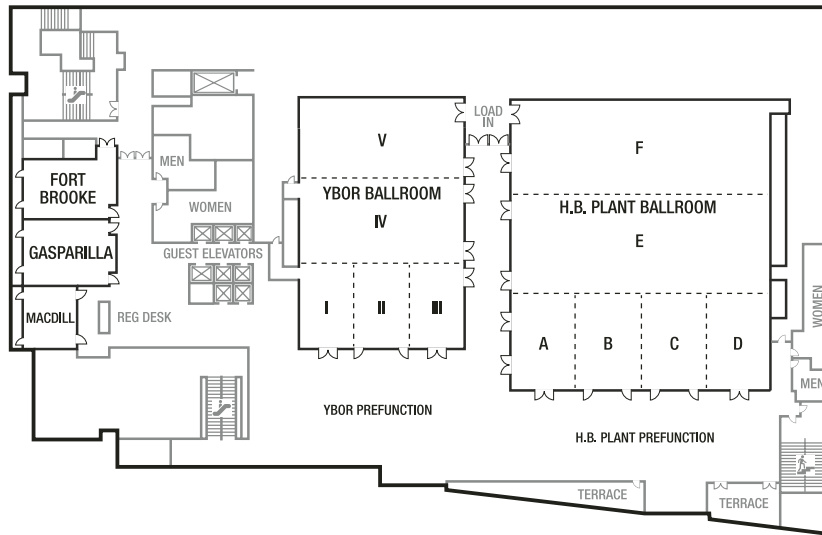 LOAD
IN
V
F
MEN
FORT
BROOKE
YBOR BALLROOM
H.B. PLANT BALLROOM
WOMEN
IV
E
GASPARILLA
GUEST ELEVATORS
MACDILL
REG DESK
I
II
III
A
B
C
D
WOMEN
MEN
YBOR PREFUNCTION
H.B. PLANT PREFUNCTION
TERRACE
TERRACE